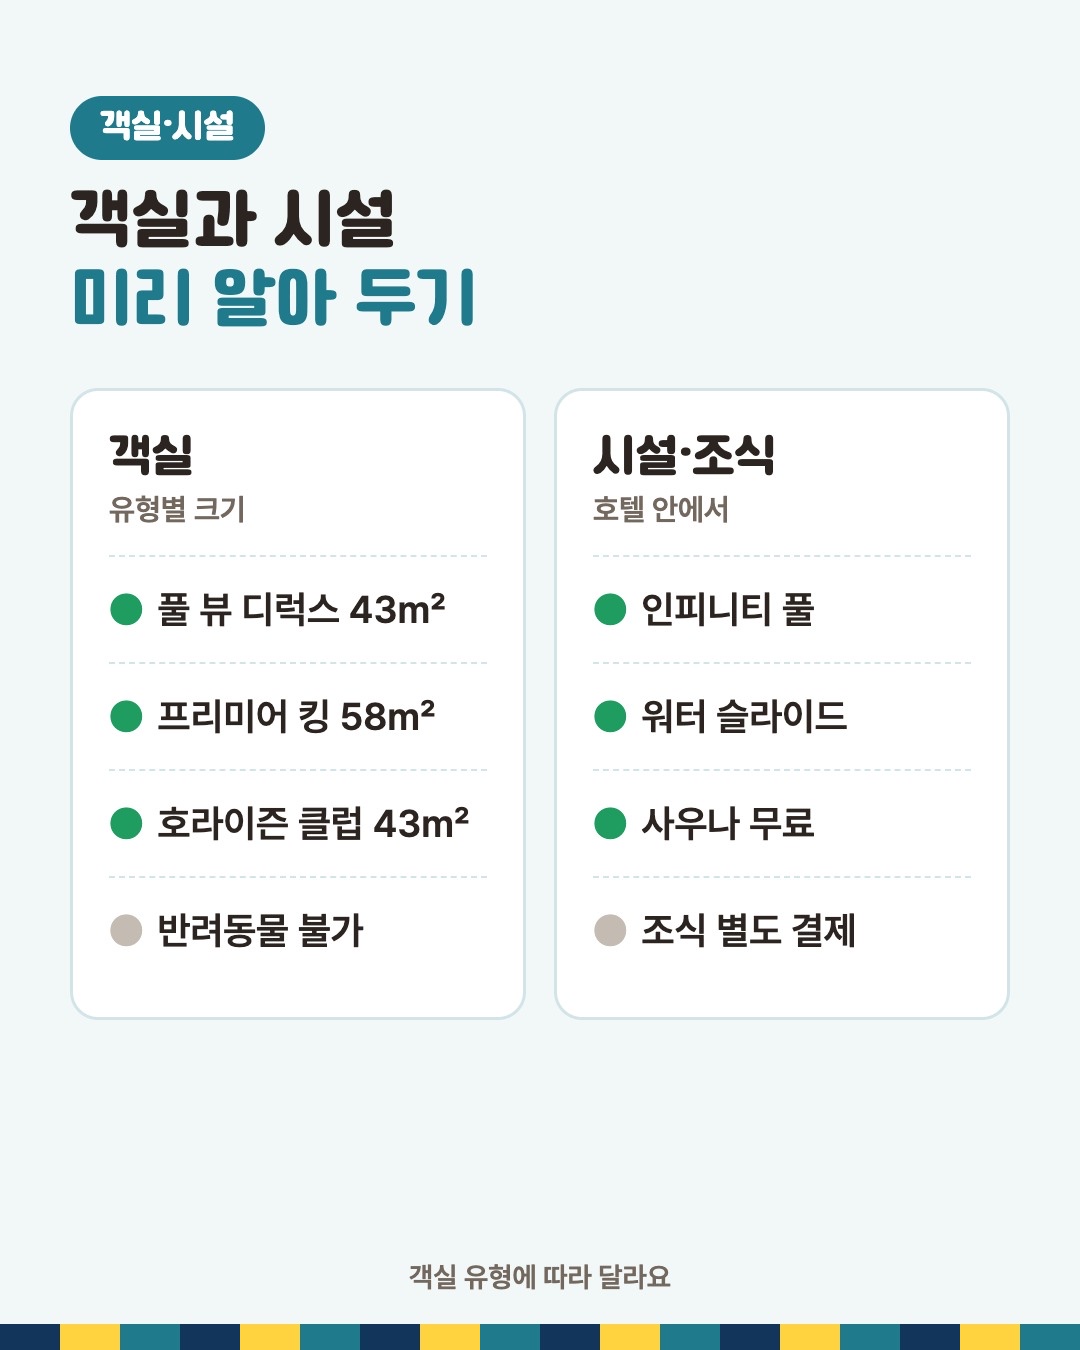 객실·시설
객실과 시설
미리 알아 두기
객실
유형별 크기
풀 뷰 디럭스 43m²
프리미어 킹 58m²
호라이즌 클럽 43m²
반려동물 불가
시설·조식
호텔 안에서
인피니티 풀
워터 슬라이드
사우나 무료
조식 별도 결제
객실 유형에 따라 달라요